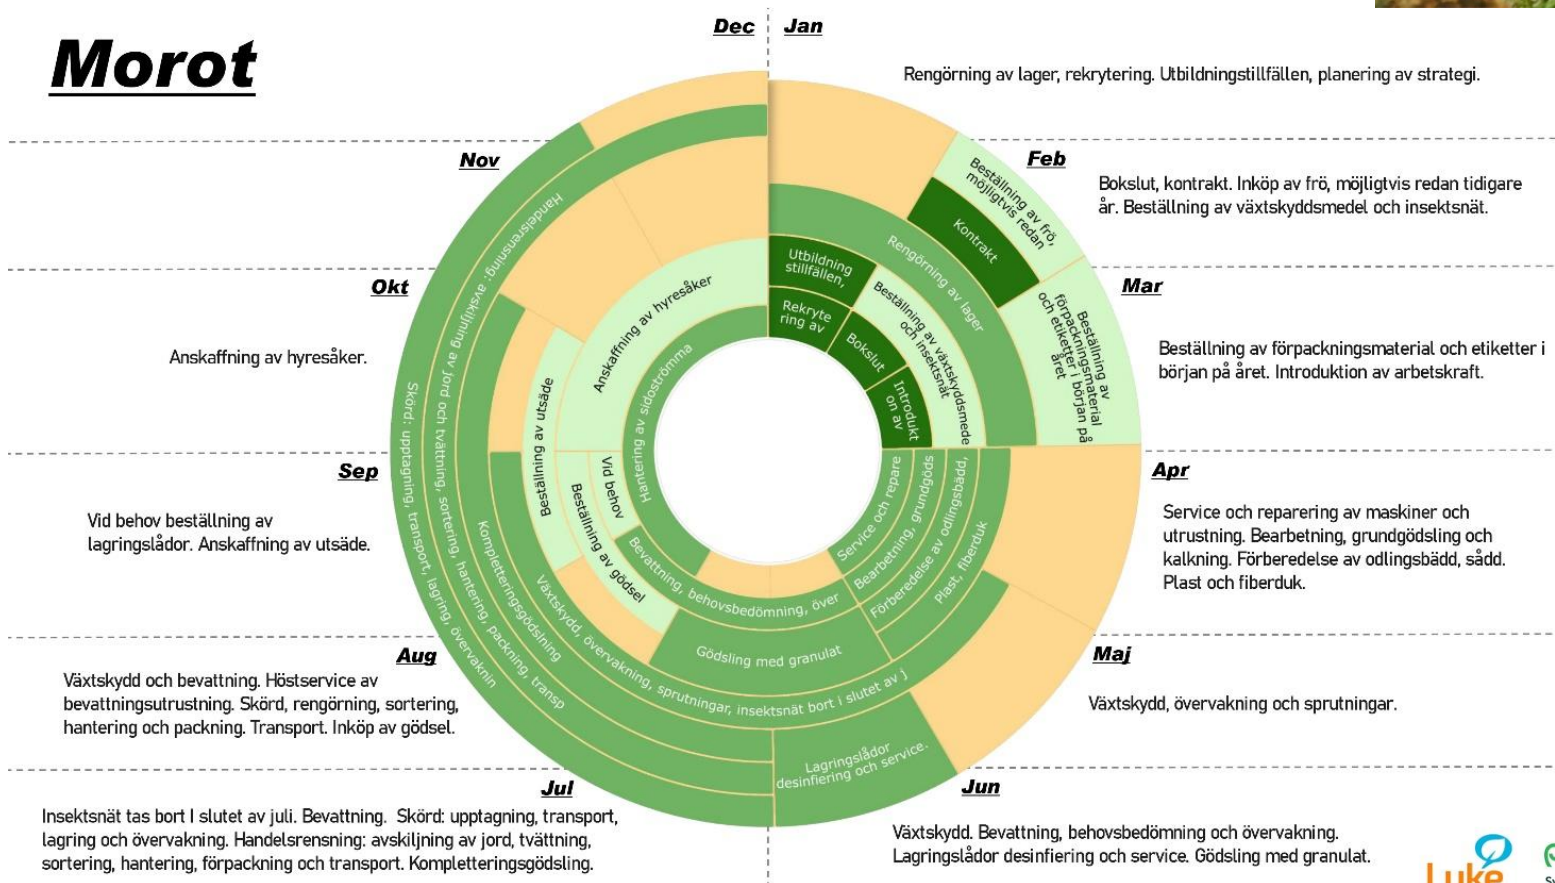 Morot
Dec
Jan
Rengörning av lager, rekrytering. Utbildningstillfällen, planering av strategi.
Nov
Feb
Bokslut, kontrakt. Inköp av frö, möjligtvis redan tidigare
år. Beställning av växtskyddsmedel och insektsnät.
Okt
Mar
Anskaffning av hyresåker.
Beställning av förpackningsmaterial och etiketter i
början på året. Introduktion av arbetskraft.
Sep
Apr
Vid behov beställning av
lagringslådor. Anskaffning av utsäde.
Service och reparering av maskiner och
utrustning. Bearbetning, grundgödsling och
kalkning. Förberedelse av odlingsbädd, sådd.
Plast och fiberduk.
Aug
Maj
Växtskydd och bevattning. Höstservice av
bevattningsutrustning. Skörd, rengörning, sortering,
hantering och packning. Transport. Inköp av gödsel.
Växtskydd, övervakning och sprutningar.
Jul
Jun
Insektsnät tas bort I slutet av juli. Bevattning. Skörd: upptagning, transport,
lagring och övervakning. Handelsrensning: avskiljning av jord, tvättning,
sortering, hantering, förpackning och transport. Kompletteringsgödsling.
Växtskydd. Bevattning, behovsbedömning och övervakning.
Lagringslådor desinfiering och service. Gödsling med granulat.
Beställning av frö,
möjligtvis redan
Kontrakt
Rengörning av lager
Utbildning
stillfällen,
Rekryte
ring av
Beställning av växtskyddsmede
och insektsnät
Bokslut
Introdukt
on av
Beställning av
förpackningsmaterial
och etiketter i början på
året
Service och repare
Bearbetning, grundgöds
Förberedelse av odlingsbädd,
Plast, fiberduk
Lagringslådor
desinfiering och service.
Gödsling med granulat
Bevattning, behovsbedömning, över
Växtskydd, övervakning, sprutningar, insektsnät bort i slutet av j
Kompletteringsgödslning
Handelsrensning: avskiljning av jord och tvättning, sortering, hantering, packning, transp
Skörd: upptagning, transport, lagring, övervaknin
Beställning av gödsel
Vid behov
Beställning av utsäde
Anskaffning av hyresåker
Hantering av sidoströmma
Luke